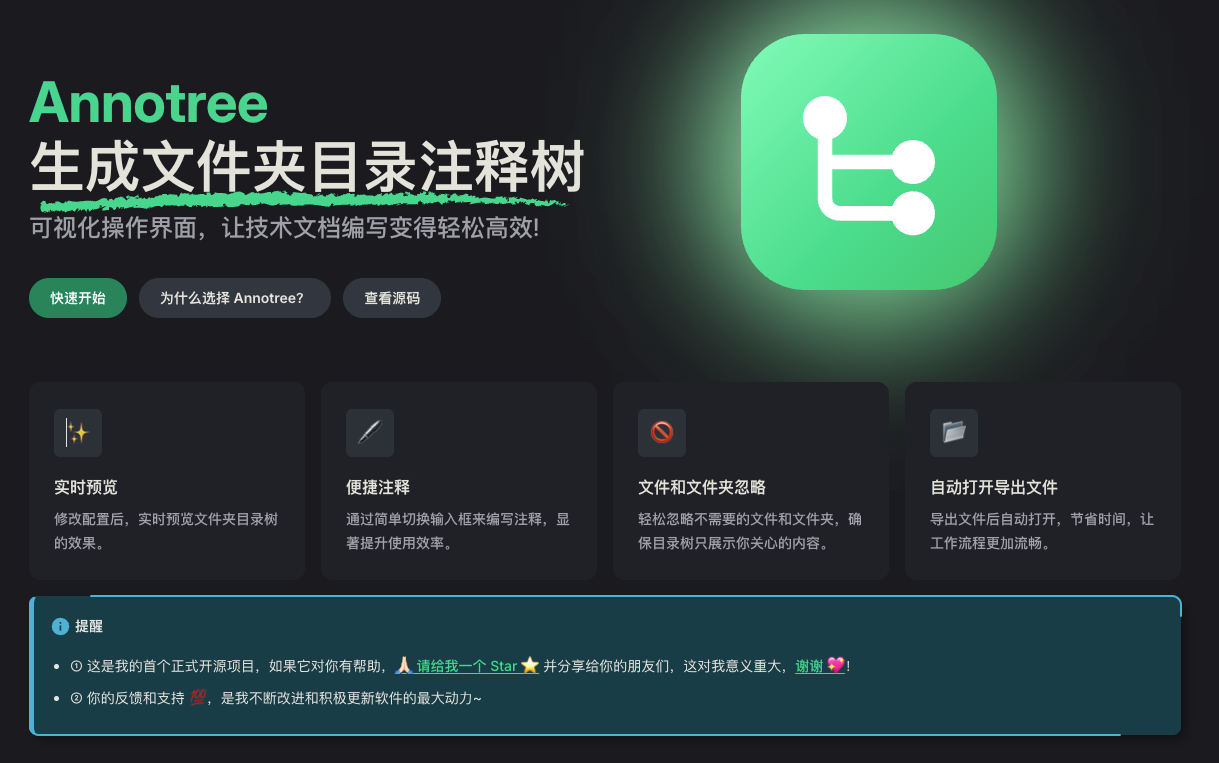 Annotree
生成文件夹目录注释树
可视化操作界面，让技术文档编写变得轻松高效!
快速开始
为什么选择 Annotree？
查看源码
实时预览
修改配置后，实时预览文件夹目录树
的效果。
便捷注释
通过简单切换输入框来编写注释，显
著提升使用效率。
文件和文件夹忽略
轻松忽略不需要的文件和文件夹，确
保目录树只展示你关心的内容。
自动打开导出文件
导出文件后自动打开，节省时间，让
工作流程更加流畅。
提醒
① 这是我的首个正式开源项目，如果它对你有帮助，🙏🏻 请给我一个 Star ⭐ 并分享给你的朋友们，这对我意义重大，谢谢 💖！
② 你的反馈和支持 💯，是我不断改进和积极更新软件的最大动力~